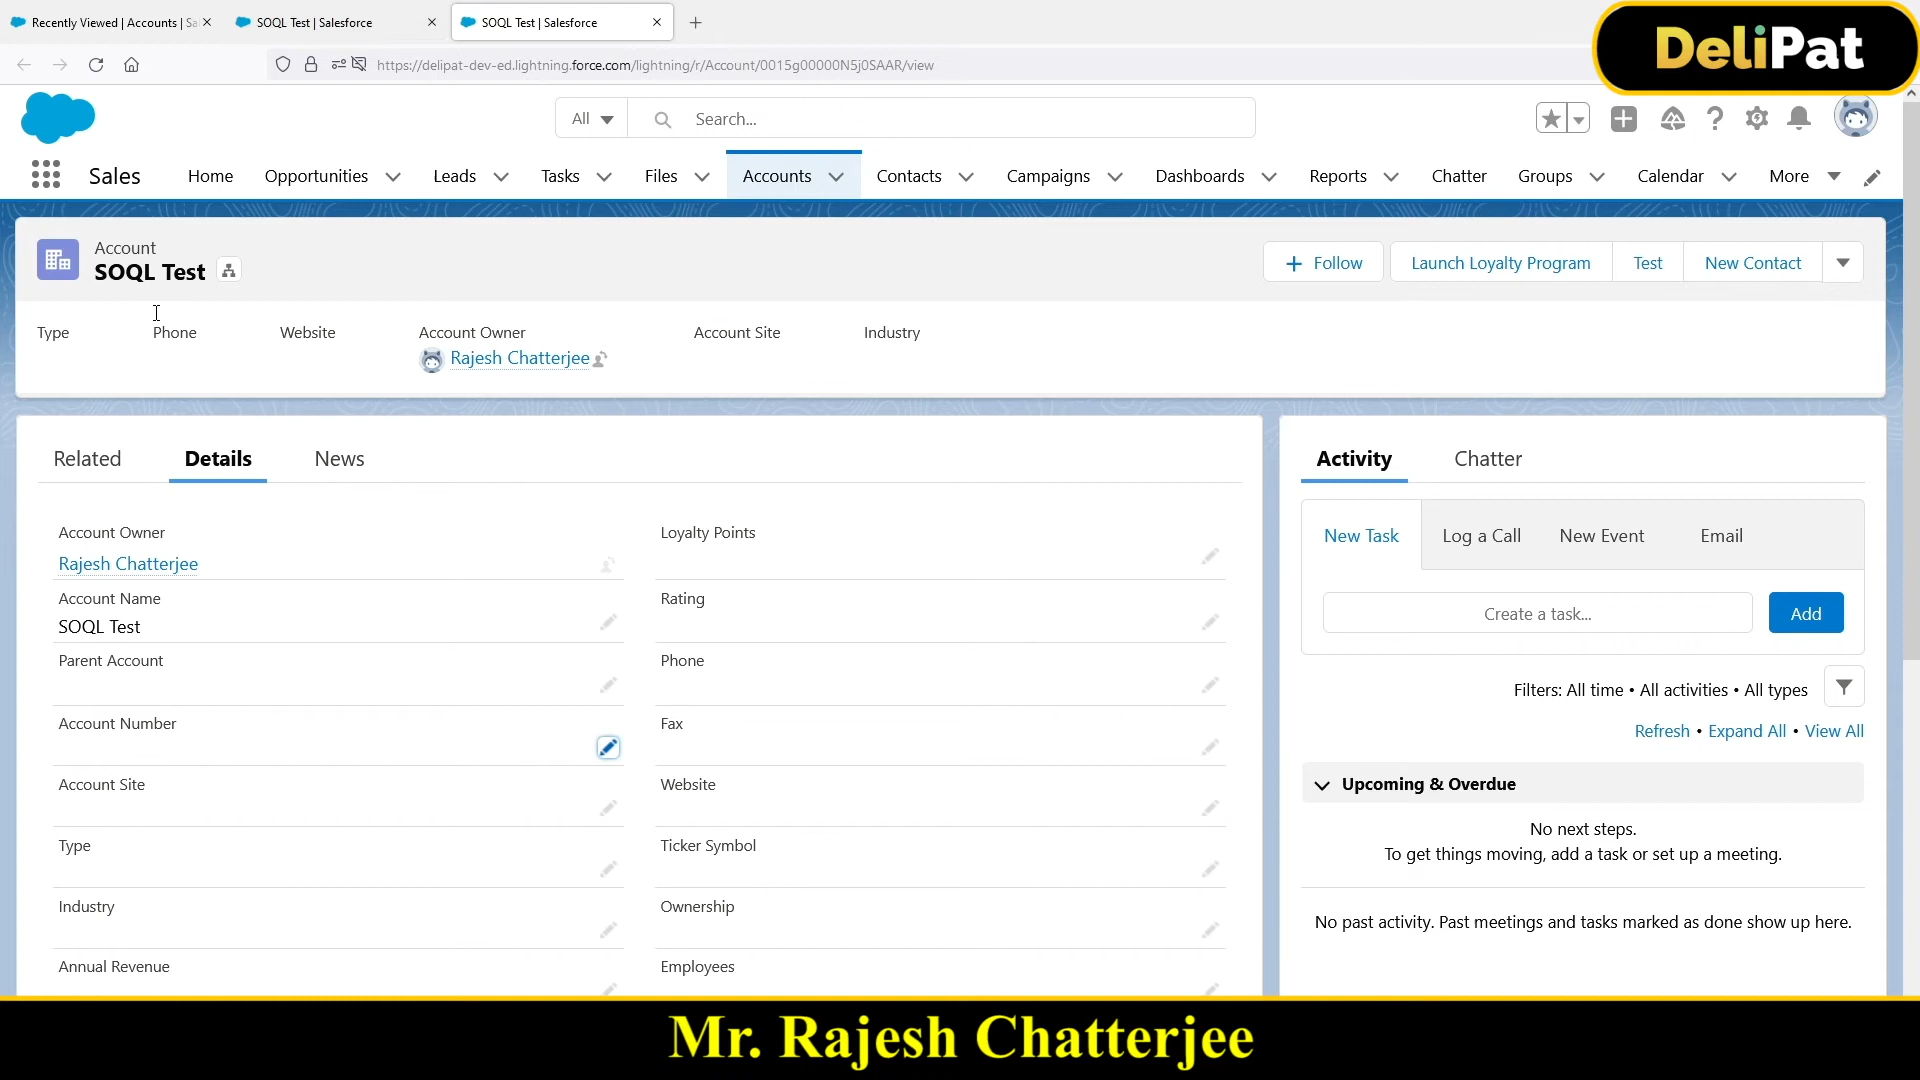 Recently Viewed | Accounts | Sa
SOQL Test | Salesforce
SOQL Test | Salesforce
https://delipat-dev-ed.lightning.force.com/lightning/r/Account/0015g00000N5j0SAAR/view
DeliPat
All
Search...
Sales
Home
Opportunities
Leads
Tasks
Files
Accounts
Contacts
Campaigns
Dashboards
Reports
Chatter
Groups
Calendar
More
Account
SOQL Test
Follow
Launch Loyalty Program
Test
New Contact
Type
Phone
Website
Account Owner
Account Site
Industry
Rajesh Chatterjee
Related
Details
News
Account Owner
Rajesh Chatterjee
Account Name
SOQL Test
Parent Account
Account Number
Account Site
Type
Industry
Annual Revenue
Loyalty Points
Rating
Phone
Fax
Website
Ticker Symbol
Ownership
Employees
Activity
Chatter
New Task
Log a Call
New Event
Email
Create a task...
Add
Filters: All time • All activities • All types
Refresh • Expand All • View All
Upcoming & Overdue
No next steps.
To get things moving, add a task or set up a meeting.
No past activity. Past meetings and tasks marked as done show up here.
Mr. Rajesh Chatterjee